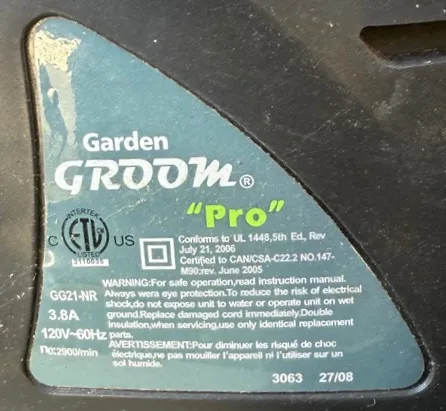 Garden
GROOM®
"Pro"
INTERTEK
C ETL US
LISTED
3110035
Conforms to UL 1448,5th Ed., Rev
July 21, 2006
Certified to CAN/CSA-C22.2 NO.147-
M90:rev. June 2005
GG21-NR
3.8A
120V~60Hz
no:2900/min
WARNING:For safe operation,read instruction manual.
Always wera eye protection.To reduce the risk of electrical
shock,do not expose unit to water or operate unit on wet
ground.Replace damaged cord immediately.Double
insulation,when servicing,use only identical replacement
parts.
AVERTISSEMENT:Pour diminuer les risqué de choc
électrique,ne pas mouiller l'appareil ni l'utiliser sur un
sol humide.
3063 27/08